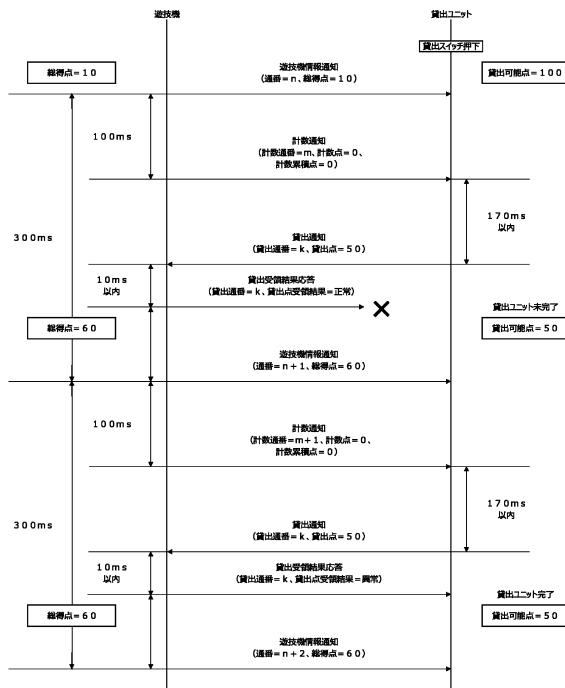 遊技機
貸出ユニット
貸出スイッチ押下
総得点＝１０
遊技機情報通知
（通番＝ｎ、総得点＝１０）
貸出可能点＝１００
１００ｍｓ
計数通知
（計数通番＝ｍ、計数点＝０、
計数累積点＝０）
３００ｍｓ
１７０ｍｓ
以内
貸出通知
（貸出通番＝ｋ、貸出点＝５０）
１０ｍｓ
以内
貸出受領結果応答
（貸出通番＝ｋ、貸出点受領結果＝正常）
貸出ユニット未完了
総得点＝６０
貸出可能点＝５０
遊技機情報通知
（通番＝ｎ＋１、総得点＝６０）
１００ｍｓ
計数通知
（計数通番＝ｍ＋１、計数点＝０、
計数累積点＝０）
３００ｍｓ
１７０ｍｓ
以内
貸出通知
（貸出通番＝ｋ、貸出点＝５０）
１０ｍｓ
以内
貸出受領結果応答
（貸出通番＝ｋ、貸出点受領結果＝異常）
貸出ユニット完了
総得点＝６０
貸出可能点＝５０
遊技機情報通知
（通番＝ｎ＋２、総得点＝６０）